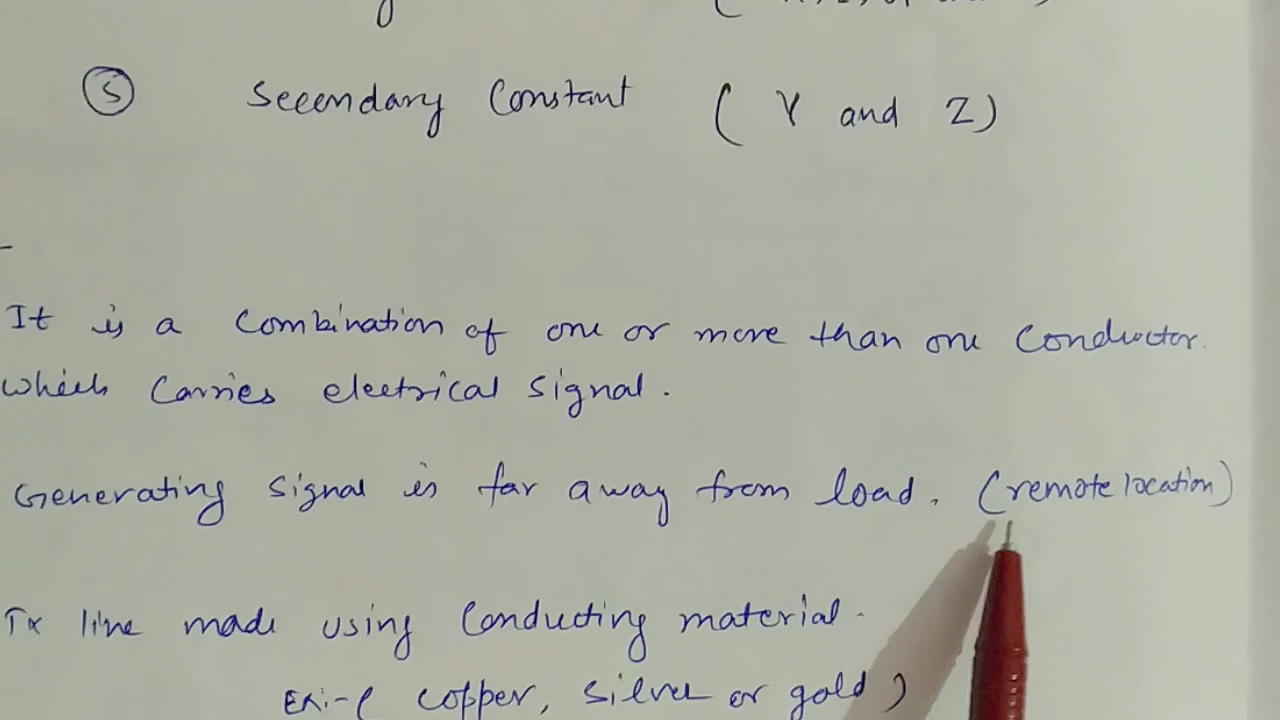 ⑤ Secondary Constant ( γ and Z)
It is a Combination of one or more than one Conductor.
which Carries electrical signal.
Generating signal is far away from load. (remote location)
Tx line made using Conducting material.
Ex:-( copper, silver or gold )